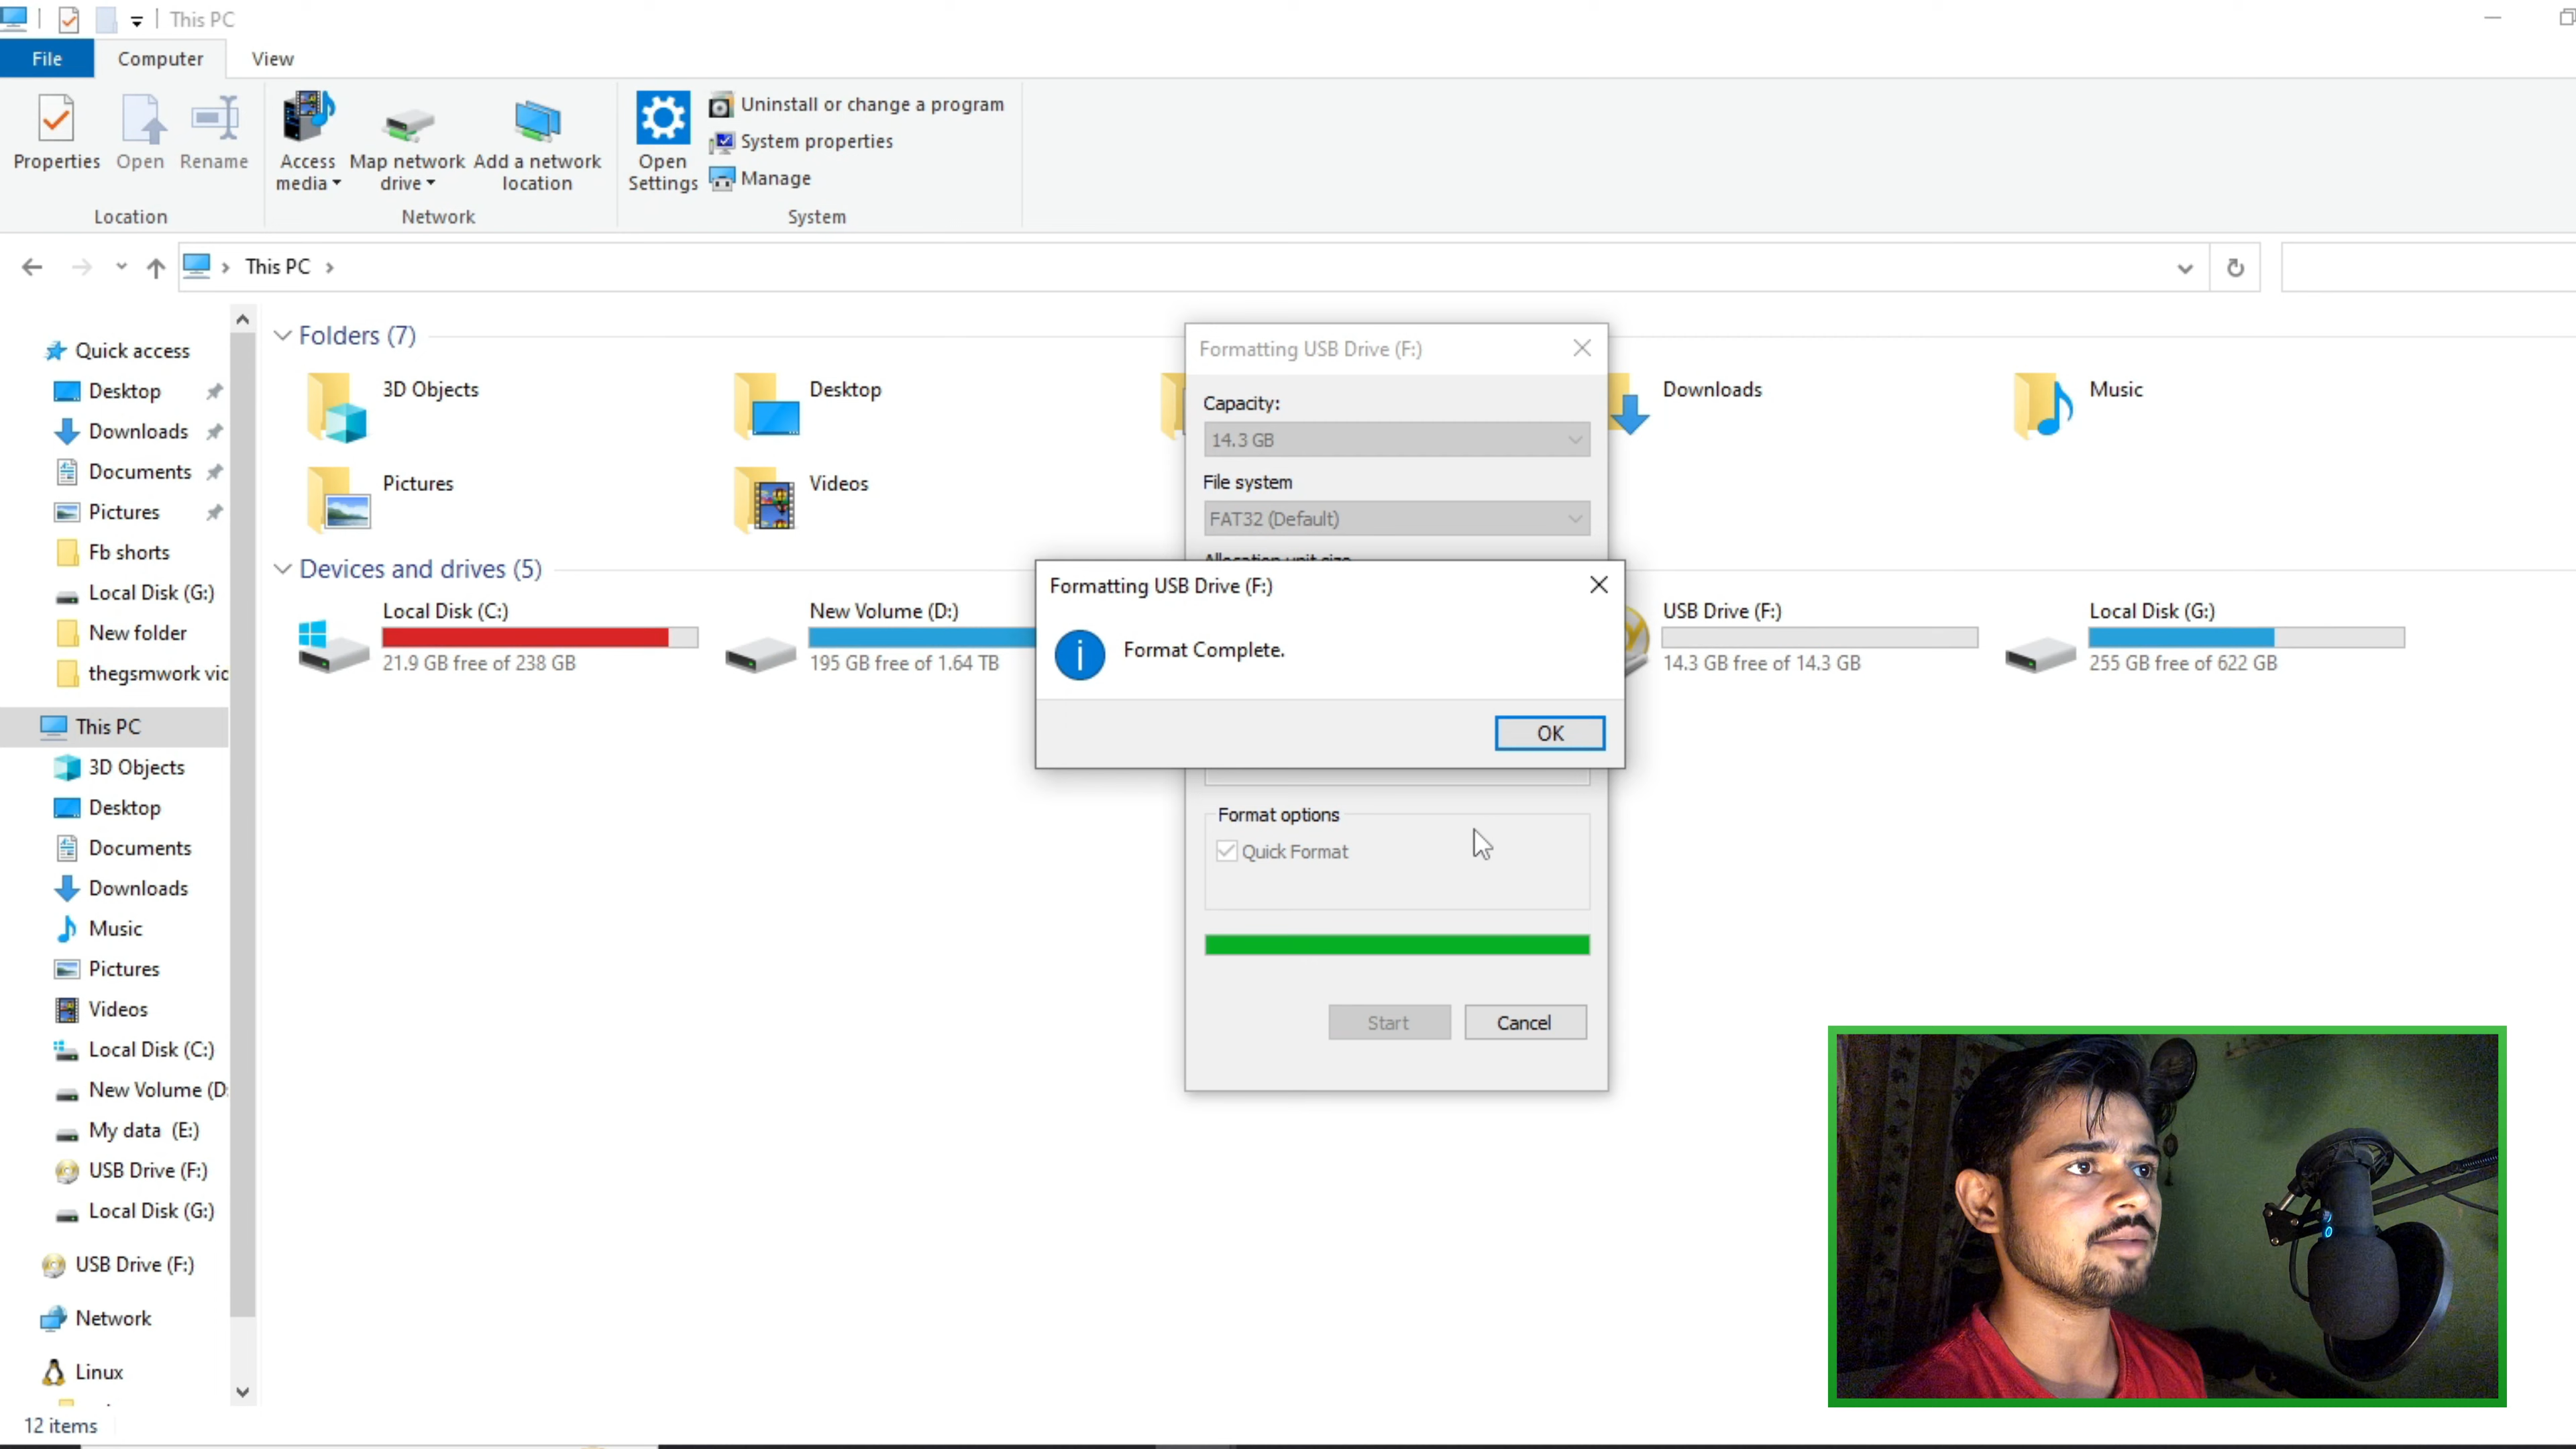 This PC
File
Computer
View
Properties
Open
Rename
Access media
Map network drive
Add a network location
Open Settings
Uninstall or change a program
System properties
Manage
Location
Network
System
This PC
Quick access
Desktop
Downloads
Documents
Pictures
Fb shorts
Local Disk (G:)
New folder
thegsmwork vic
This PC
3D Objects
Desktop
Documents
Downloads
Music
Pictures
Videos
Local Disk (C:)
New Volume (D:
My data (E:)
USB Drive (F:)
Local Disk (G:)
USB Drive (F:)
Network
Linux
12 items
Folders (7)
3D Objects
Desktop
Downloads
Music
Pictures
Videos
Devices and drives (5)
Local Disk (C:)
21.9 GB free of 238 GB
New Volume (D:)
195 GB free of 1.64 TB
USB Drive (F:)
14.3 GB free of 14.3 GB
Local Disk (G:)
255 GB free of 622 GB
Formatting USB Drive (F:)
Capacity:
14.3 GB
File system
FAT32 (Default)
Allocation unit size
Formatting USB Drive (F:)
Format Complete.
OK
Format options
Quick Format
Start
Cancel